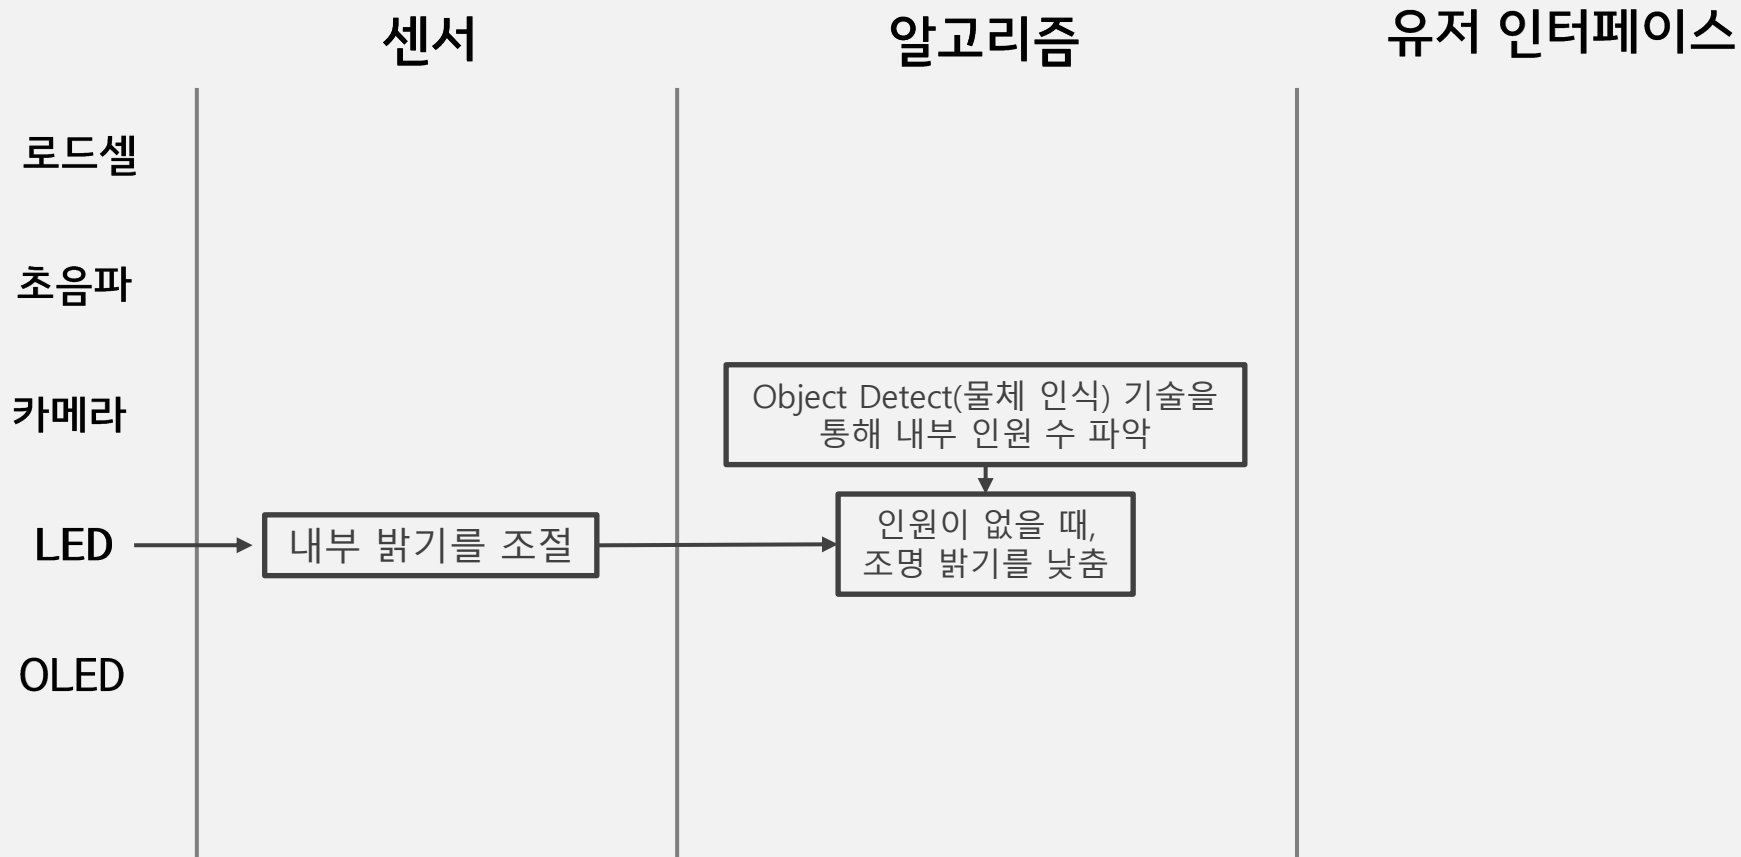 센서
알고리즘
유저 인터페이스
로드셀
초음파
카메라
Object Detect(물체 인식) 기술을
통해 내부 인원 수 파악
LED
내부 밝기를 조절
인원이 없을 때,
조명 밝기를 낮춤
OLED